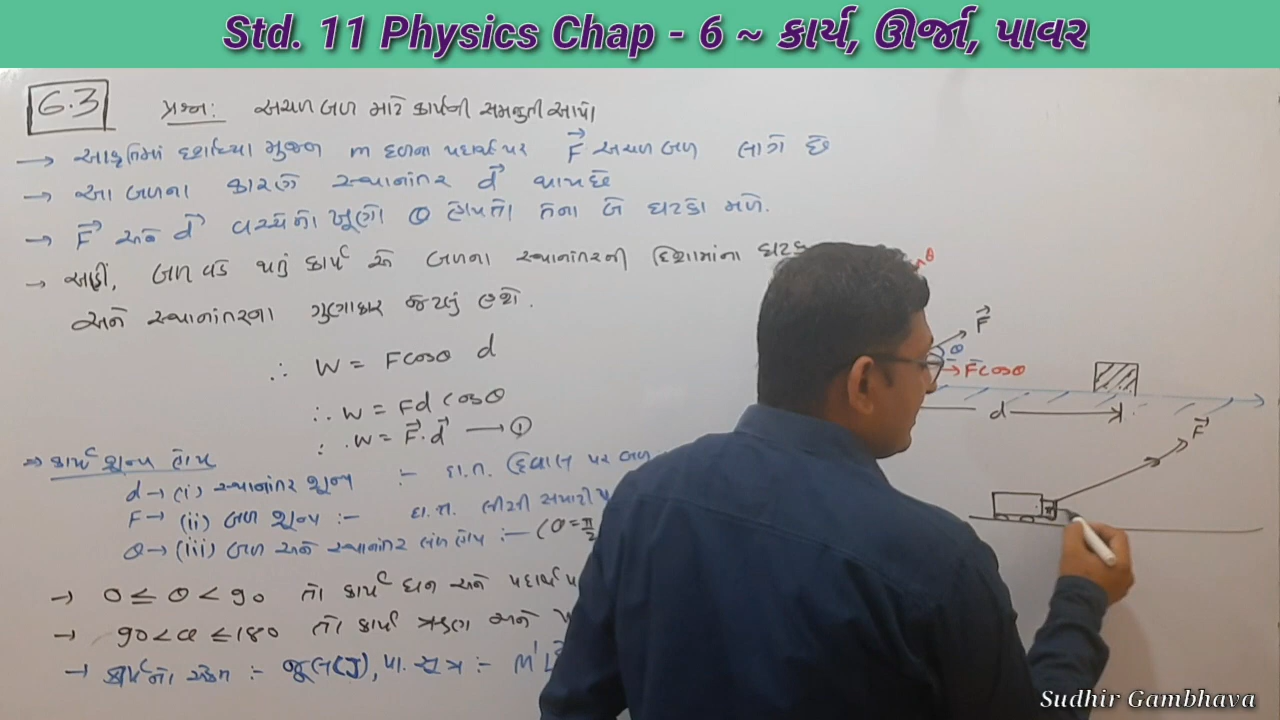 Std. 11 Physics Chap - 6 ~ કાર્ય, ઊર્જા, પાવર
6.3 પ્રશ્ન: અચળ બળ માટે કાર્યની સમજુતી આપો
→ આકૃતિમાં દર્શાવ્યા મુજબ m દળના પદાર્થ પર F⃗ અચળ બળ લાગે છે
→ આ બળના કારણે સ્થાનાંતર d⃗ થાય છે
→ F⃗ અને d⃗ વચ્ચેનો ખૂણો θ હોય તો તેના બે ઘટકો મળે.
→ અહીં, બળ વડે થતું કાર્ય એ બળના સ્થાનાંતરની દિશામાંના ઘટક
અને સ્થાનાંતરના ગુણાકાર જેટલું હશે.
∴ W = Fcosθ d
∴ W = Fd cosθ
∴ W = F⃗.d⃗ —①
⇒ કાર્ય શૂન્ય હોય
d → (i) સ્થાનાંતર શૂન્ય :- દા.ત. દિવાલ પર બળ
F → (ii) બળ શૂન્ય :- દા.ત. લીસી સપાટી
θ → (iii) બળ અને સ્થાનાંતર લંબ હોય :- (θ = π/2
→ 0 ≤ θ < 90 તો કાર્ય ધન અને પદાર્થ
→ 90 < θ ≤ 180 તો કાર્ય ઋણ અને
→ કાર્યનો એકમ :- જૂલ(J), પા. સૂત્ર :- M¹L²
θ
F⃗
θ
Fcosθ
d
F⃗
Sudhir Gambhava